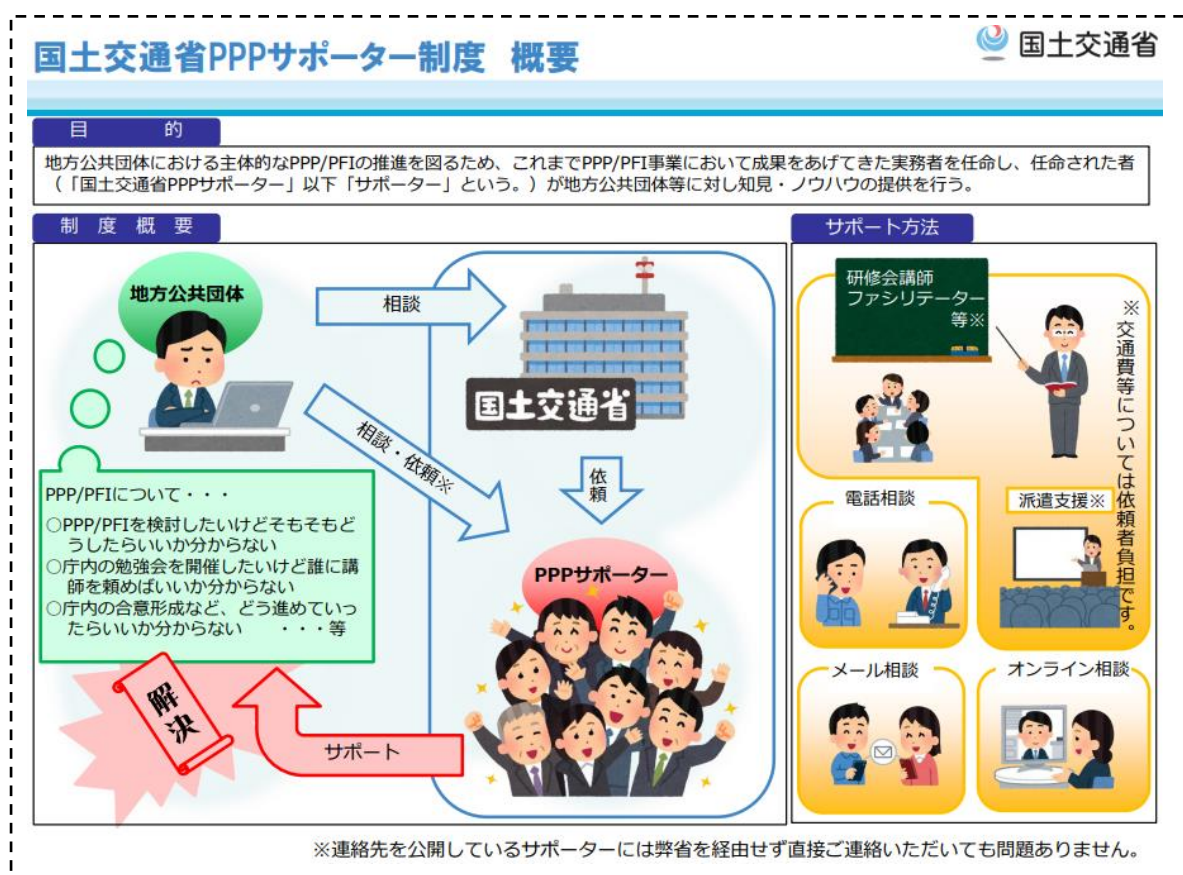 国土交通省PPPサポーター制度 概要
国土交通省
目 的
地方公共団体における主体的なPPP/PFIの推進を図るため、これまでPPP/PFI事業において成果をあげてきた実務者を任命し、任命された者
（「国土交通省PPPサポーター」以下「サポーター」という。）が地方公共団体等に対し知見・ノウハウの提供を行う。
制 度 概 要
地方公共団体
相談
国土交通省
相談・依頼※
依頼
PPP/PFIについて・・・
○PPP/PFIを検討したいけどそもそもど
うしたらいいか分からない
○庁内の勉強会を開催したいけど誰に講
師を頼めばいいか分からない
○庁内の合意形成など、どう進めていっ
たらいいか分からない ・・・等
PPPサポーター
解決
サポート
サポート方法
研修会講師
ファシリテーター
等※
※交通費等については依頼者負担です。
電話相談
派遣支援※
メール相談
オンライン相談
※連絡先を公開しているサポーターには弊省を経由せず直接ご連絡いただいても問題ありません。